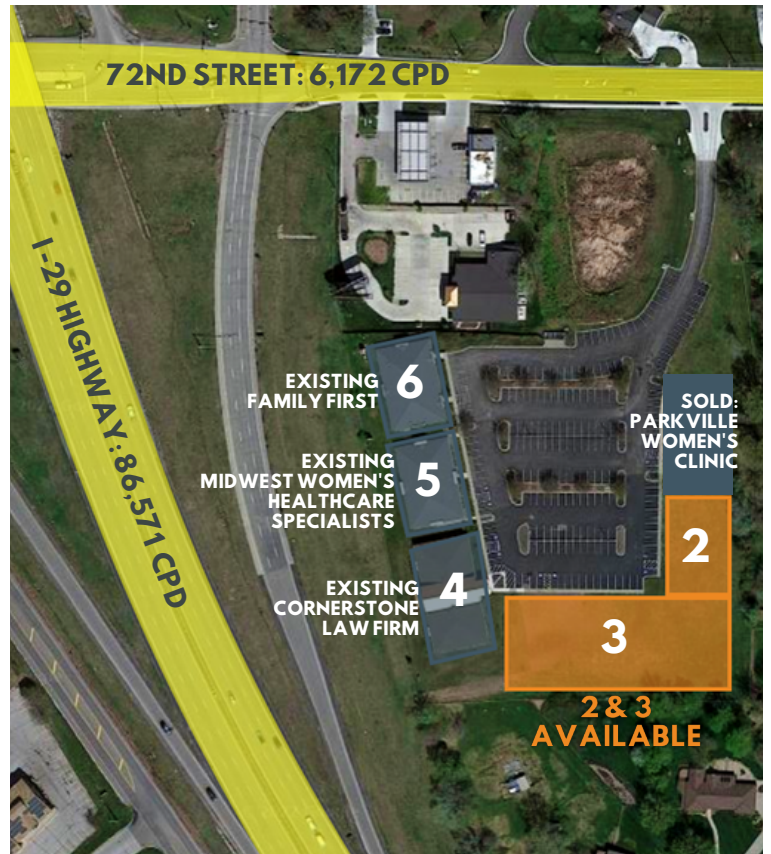 72ND STREET: 6,172 CPD
I-29 HIGHWAY: 86,571 CPD
EXISTING
FAMILY FIRST
6
SOLD:
PARKVILLE
WOMEN'S
CLINIC
EXISTING
MIDWEST WOMEN'S
HEALTHCARE
SPECIALISTS
5
2
EXISTING
CORNERSTONE
LAW FIRM
4
3
2 & 3
AVAILABLE